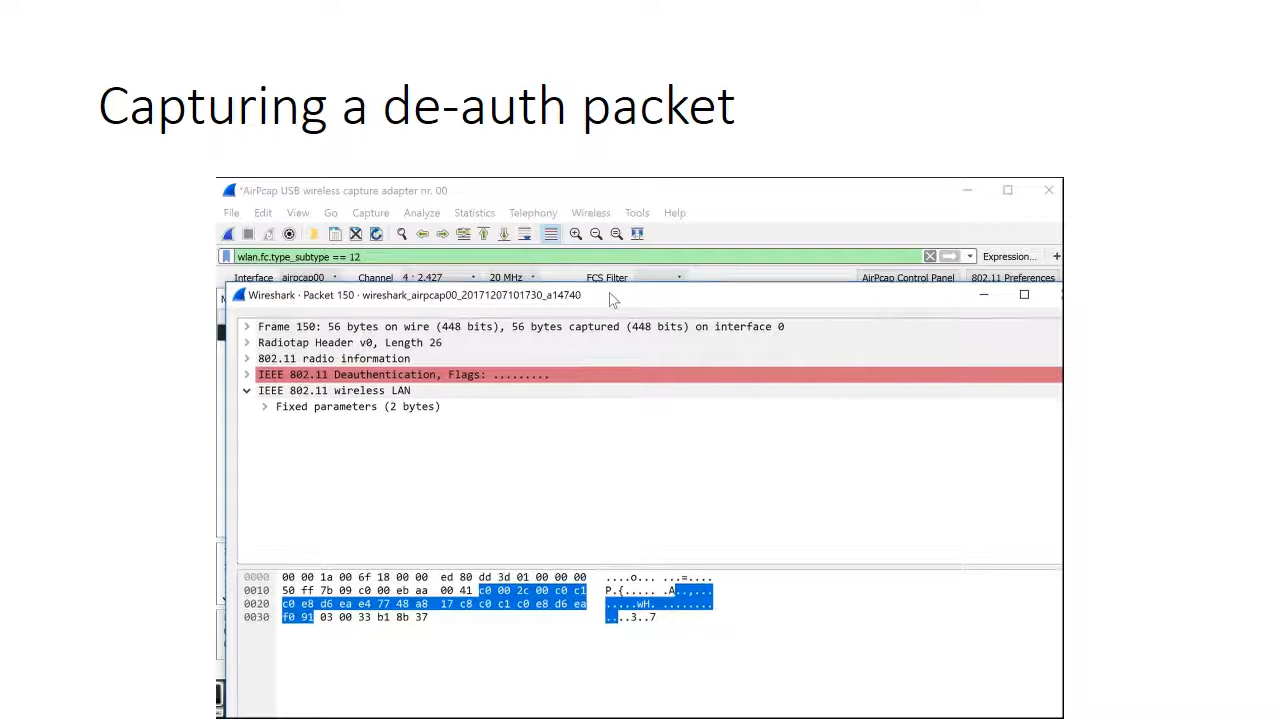 Capturing a de-auth packet
*AirPcap USB wireless capture adapter nr. 00
File Edit View Go Capture Analyze Statistics Telephony Wireless Tools Help
wlan.fc.type_subtype == 12 Expression... +
Interface airpcap00 Channel 4 · 2.427 20 MHz FCS Filter AirPcap Control Panel 802.11 Preferences
Wireshark · Packet 150 · wireshark_airpcap00_20171207101730_a14740
Frame 150: 56 bytes on wire (448 bits), 56 bytes captured (448 bits) on interface 0
Radiotap Header v0, Length 26
802.11 radio information
IEEE 802.11 Deauthentication, Flags: .........
IEEE 802.11 wireless LAN
Fixed parameters (2 bytes)
0000 00 00 1a 00 6f 18 00 00 ed 80 dd 3d 01 00 00 00 ....o... ...=....
0010 50 ff 7b 09 c0 00 eb aa 00 41 c0 00 2c 00 c0 c1 P.{..... .A..,...
0020 c0 e8 d6 ea e4 77 48 a8 17 c8 c0 c1 c0 e8 d6 ea .....wH. ........
0030 f0 91 03 00 33 b1 8b 37 ....3..7